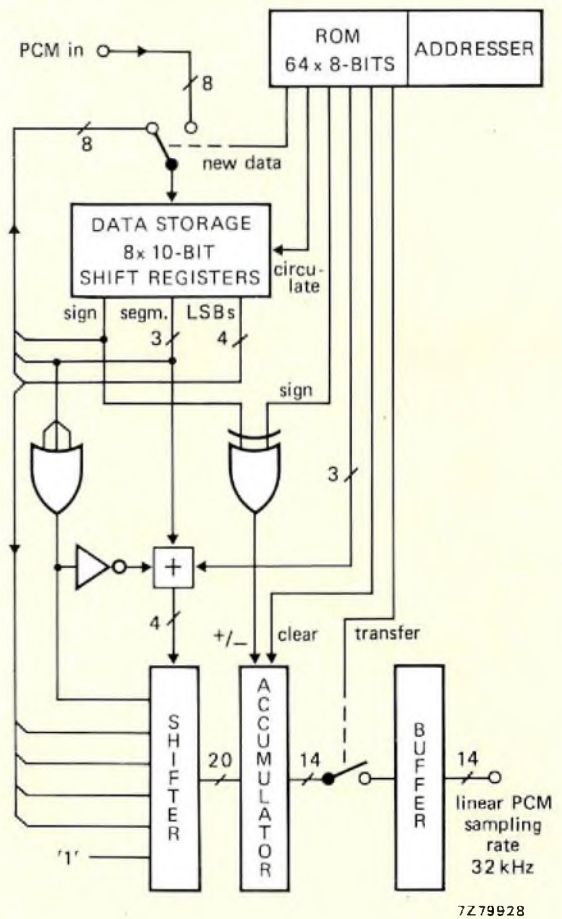 ROM
64 x 8-BITS
ADDRESSER
PCM in
8
8
new data
DATA STORAGE
8x 10-BIT
SHIFT REGISTERS
circu-
late
sign segm. LSBs
3 4
sign
3
+
4
+/–
clear
transfer
SHIFTER
20
ACCUMULATOR
14
BUFFER
14
linear PCM
sampling
rate
32 kHz
'1'
7Z79928